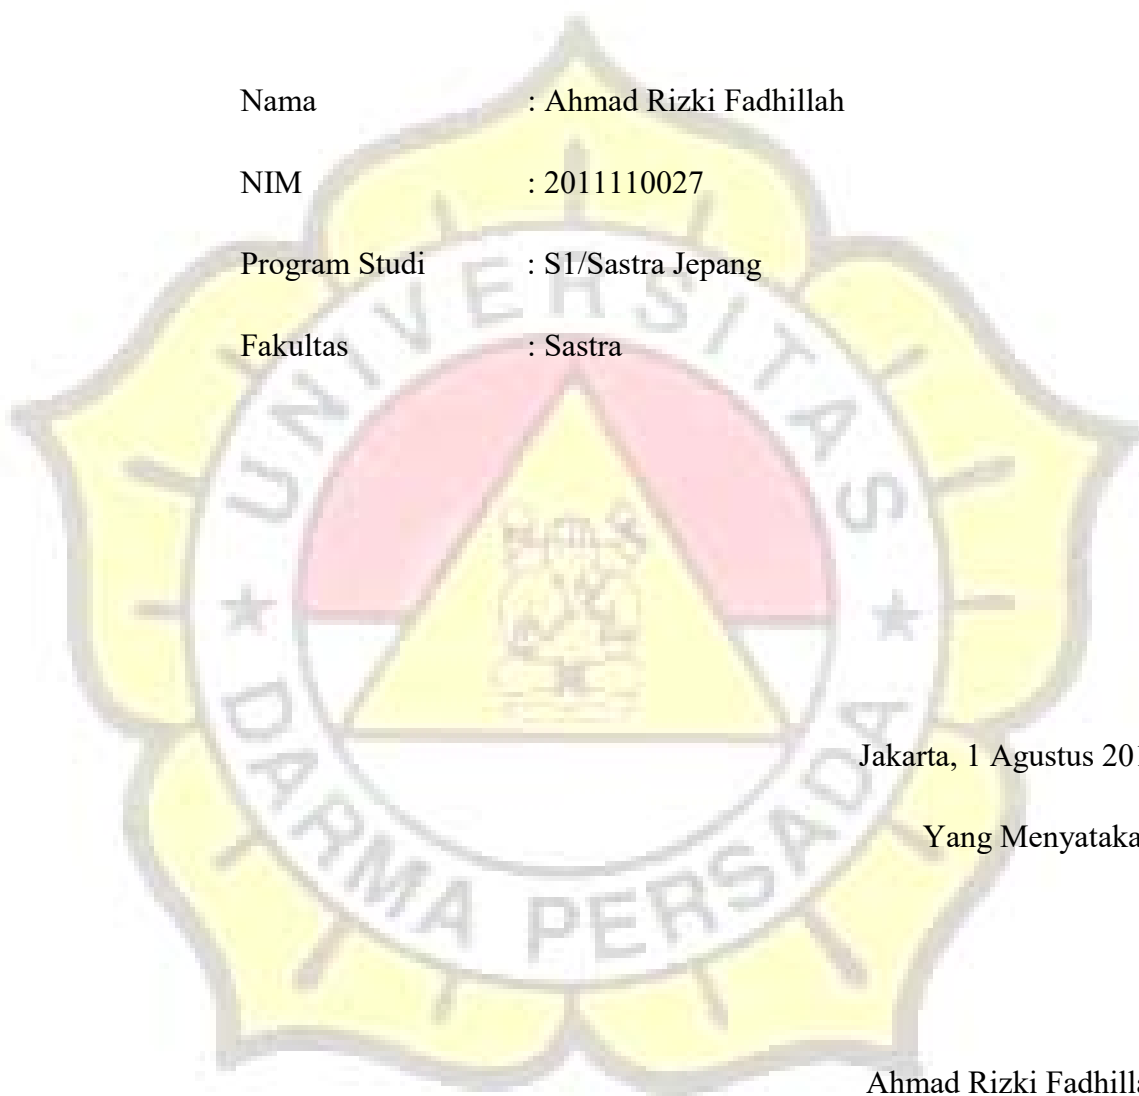 Nama : Ahmad Rizki Fadhillah
NIM : 2011110027
Program Studi : S1/Sastra Jepang
Fakultas : Sastra
UNIVERSITAS
DARMA PERSADA
Jakarta, 1 Agustus 201
Yang Menyataka
Ahmad Rizki Fadhilla